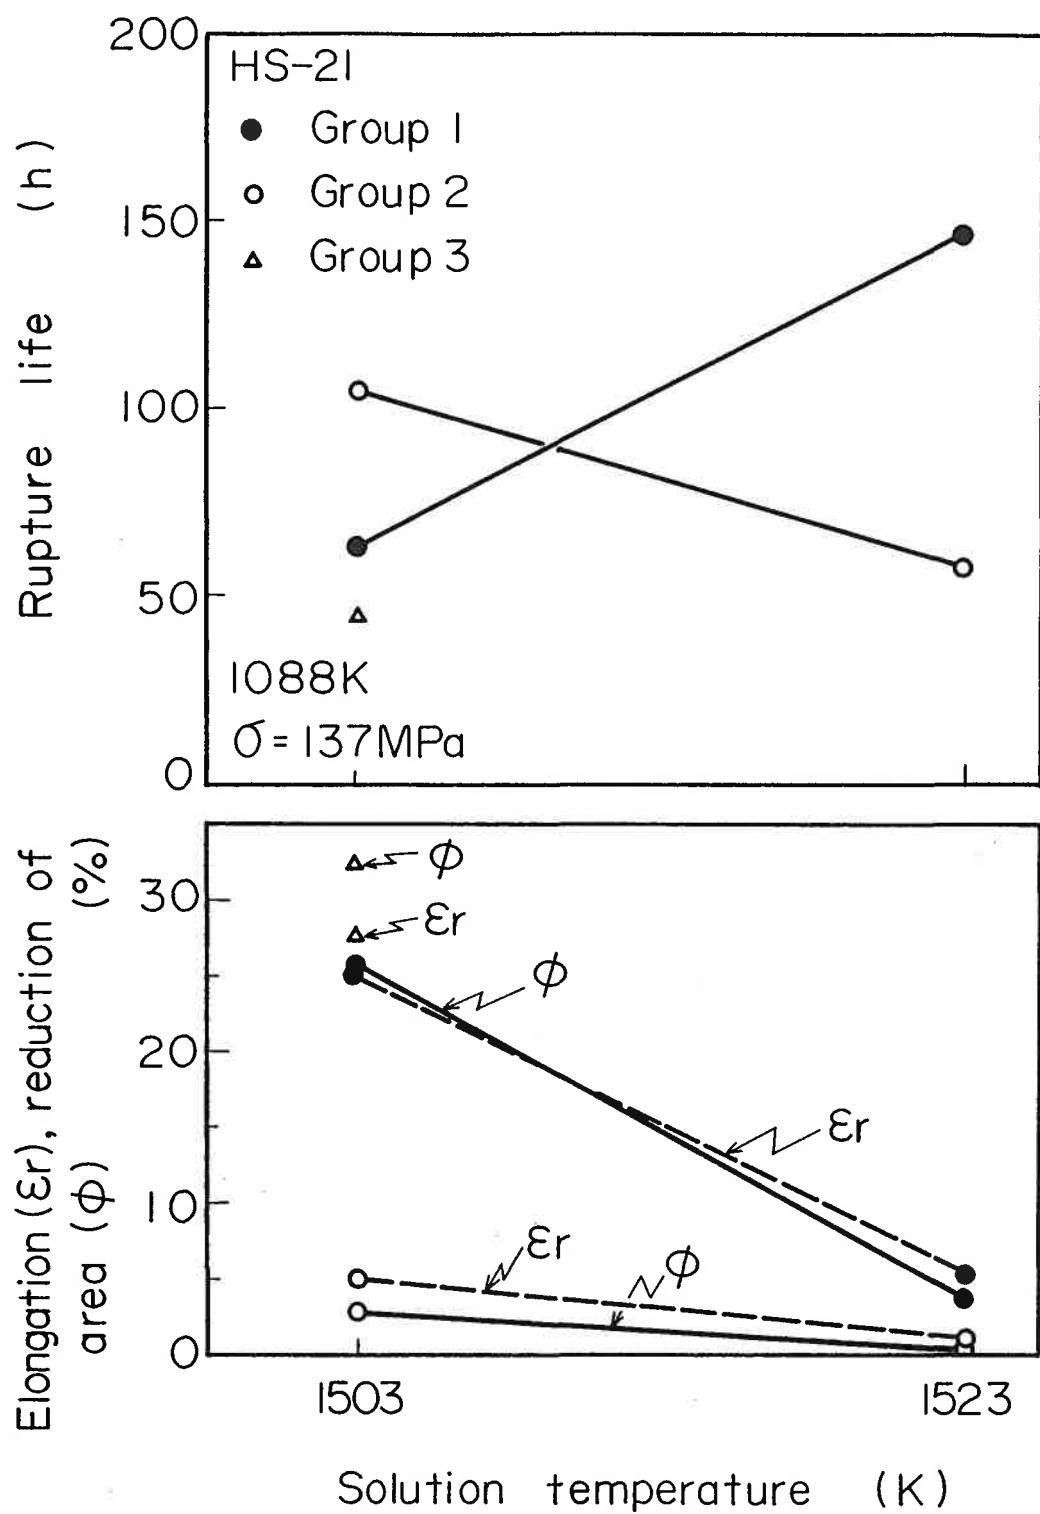 200
HS-21
Group 1
Group 2
150
Group 3
100
50
1088K
σ = 137MPa
0
Rupture life (h)
φ
30
εr
φ
20
εr
10
εr
φ
0
Elongation (εr), reduction of
area (φ) (%)
1503 1523
Solution temperature (K)